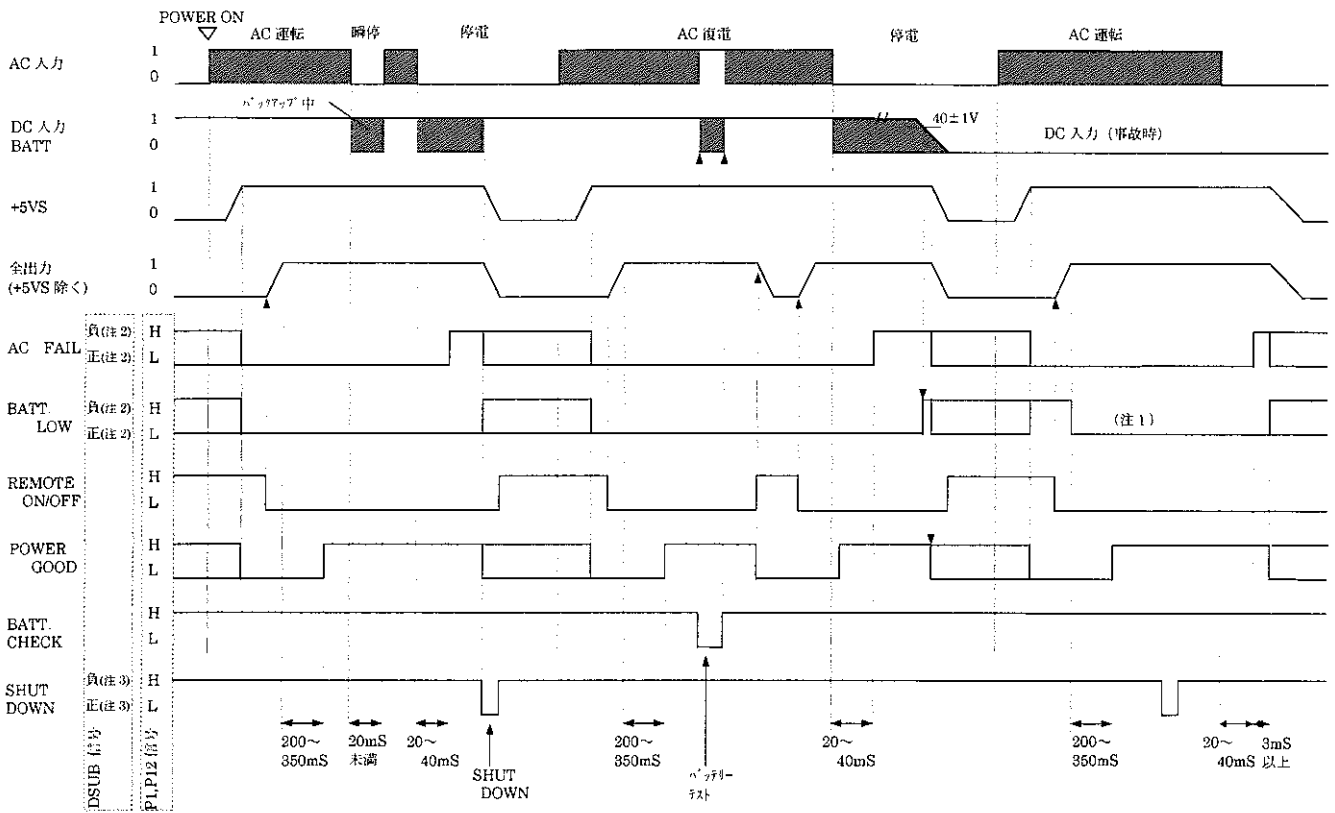 POWER ON
AC 運転
瞬停
停電
AC 復電
停電
AC 運転
AC 入力
1
0
バックアップ中
DC 入力
BATT
1
0
40±1V
DC 入力 (事故時)
+5VS
1
0
全出力
(+5VS 除く)
1
0
AC FAIL
負(注 2)
正(注 2)
H
L
BATT.
LOW
負(注 2)
正(注 2)
H
L
(注 1)
REMOTE
ON/OFF
H
L
POWER
GOOD
H
L
BATT.
CHECK
H
L
SHUT
DOWN
負(注 3)
正(注 3)
H
L
DSUB 信号
P1,P12 信号
200～
350mS
20mS
未満
20～
40mS
SHUT
DOWN
200～
350mS
バッテリー
テスト
20～
40mS
200～
350mS
20～
40mS
3mS
以上